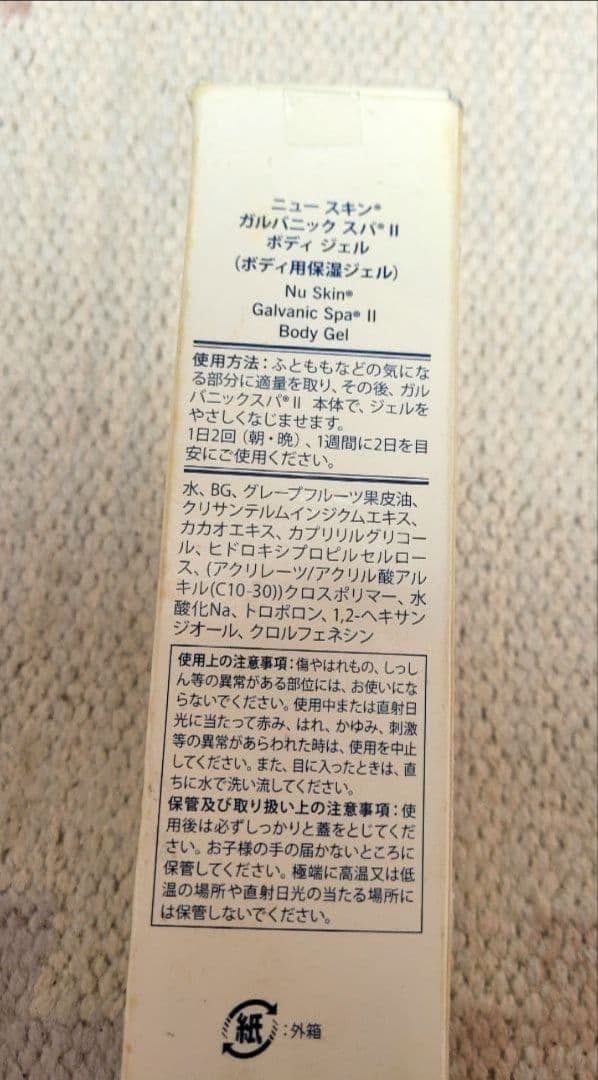 ニュー スキン®
ガルバニック スパ® II
ボディ ジェル
(ボディ用保湿ジェル)
Nu Skin®
Galvanic Spa® II
Body Gel
使用方法：ふとももなどの気にな
る部分に適量を取り、その後、ガル
バニックスパ® II 本体で、ジェルを
やさしくなじませます。
1日2回（朝・晩）、1週間に2日を目
安にご使用ください。
水、BG、グレープフルーツ果皮油、
クリサンテルムインジクムエキス、
カカオエキス、カプリリルグリコー
ル、ヒドロキシプロピルセルロー
ス、(アクリレーツ/アクリル酸アル
キル(C10-30))クロスポリマー、水
酸化Na、トロポロン、1,2-ヘキサン
ジオール、クロルフェネシン
使用上の注意事項：傷やはれもの、しっし
ん等の異常がある部位には、お使いにな
らないでください。使用中または直射日
光に当たって赤み、はれ、かゆみ、刺激
等の異常があらわれた時は、使用を中止
してください。また、目に入ったときは、直
ちに水で洗い流してください。
保管及び取り扱い上の注意事項：使
用後は必ずしっかりと蓋をとじてくだ
さい。お子様の手の届かないところに
保管してください。極端に高温又は低
温の場所や直射日光の当たる場所に
は保管しないでください。
紙：外箱